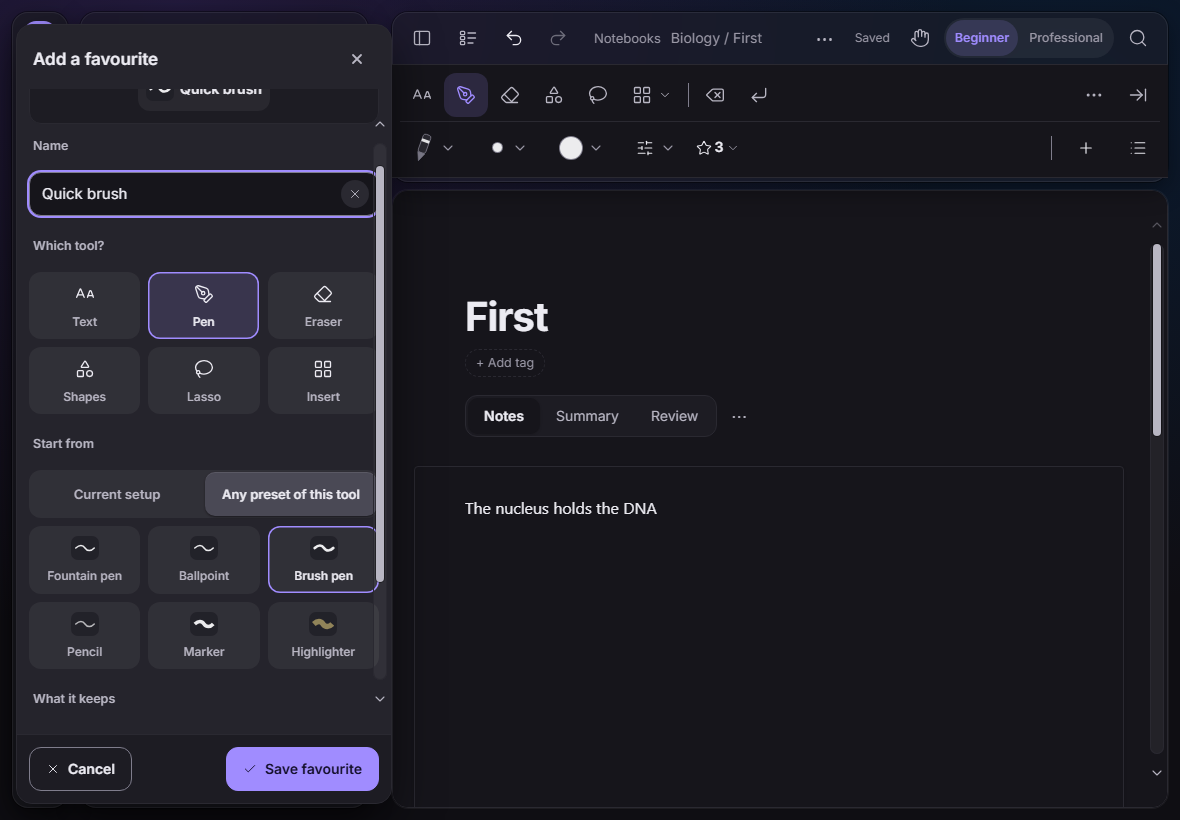 Add a favourite
Quick brush
Name
Quick brush
Which tool?
AA
Text
Pen
Eraser
Shapes
Lasso
Insert
Start from
Current setup
Any preset of this tool
Fountain pen
Ballpoint
Brush pen
Pencil
Marker
Highlighter
What it keeps
Cancel
Save favourite
Notebooks Biology / First
Saved
Beginner
Professional
AA
3
First
+ Add tag
Notes
Summary
Review
The nucleus holds the DNA